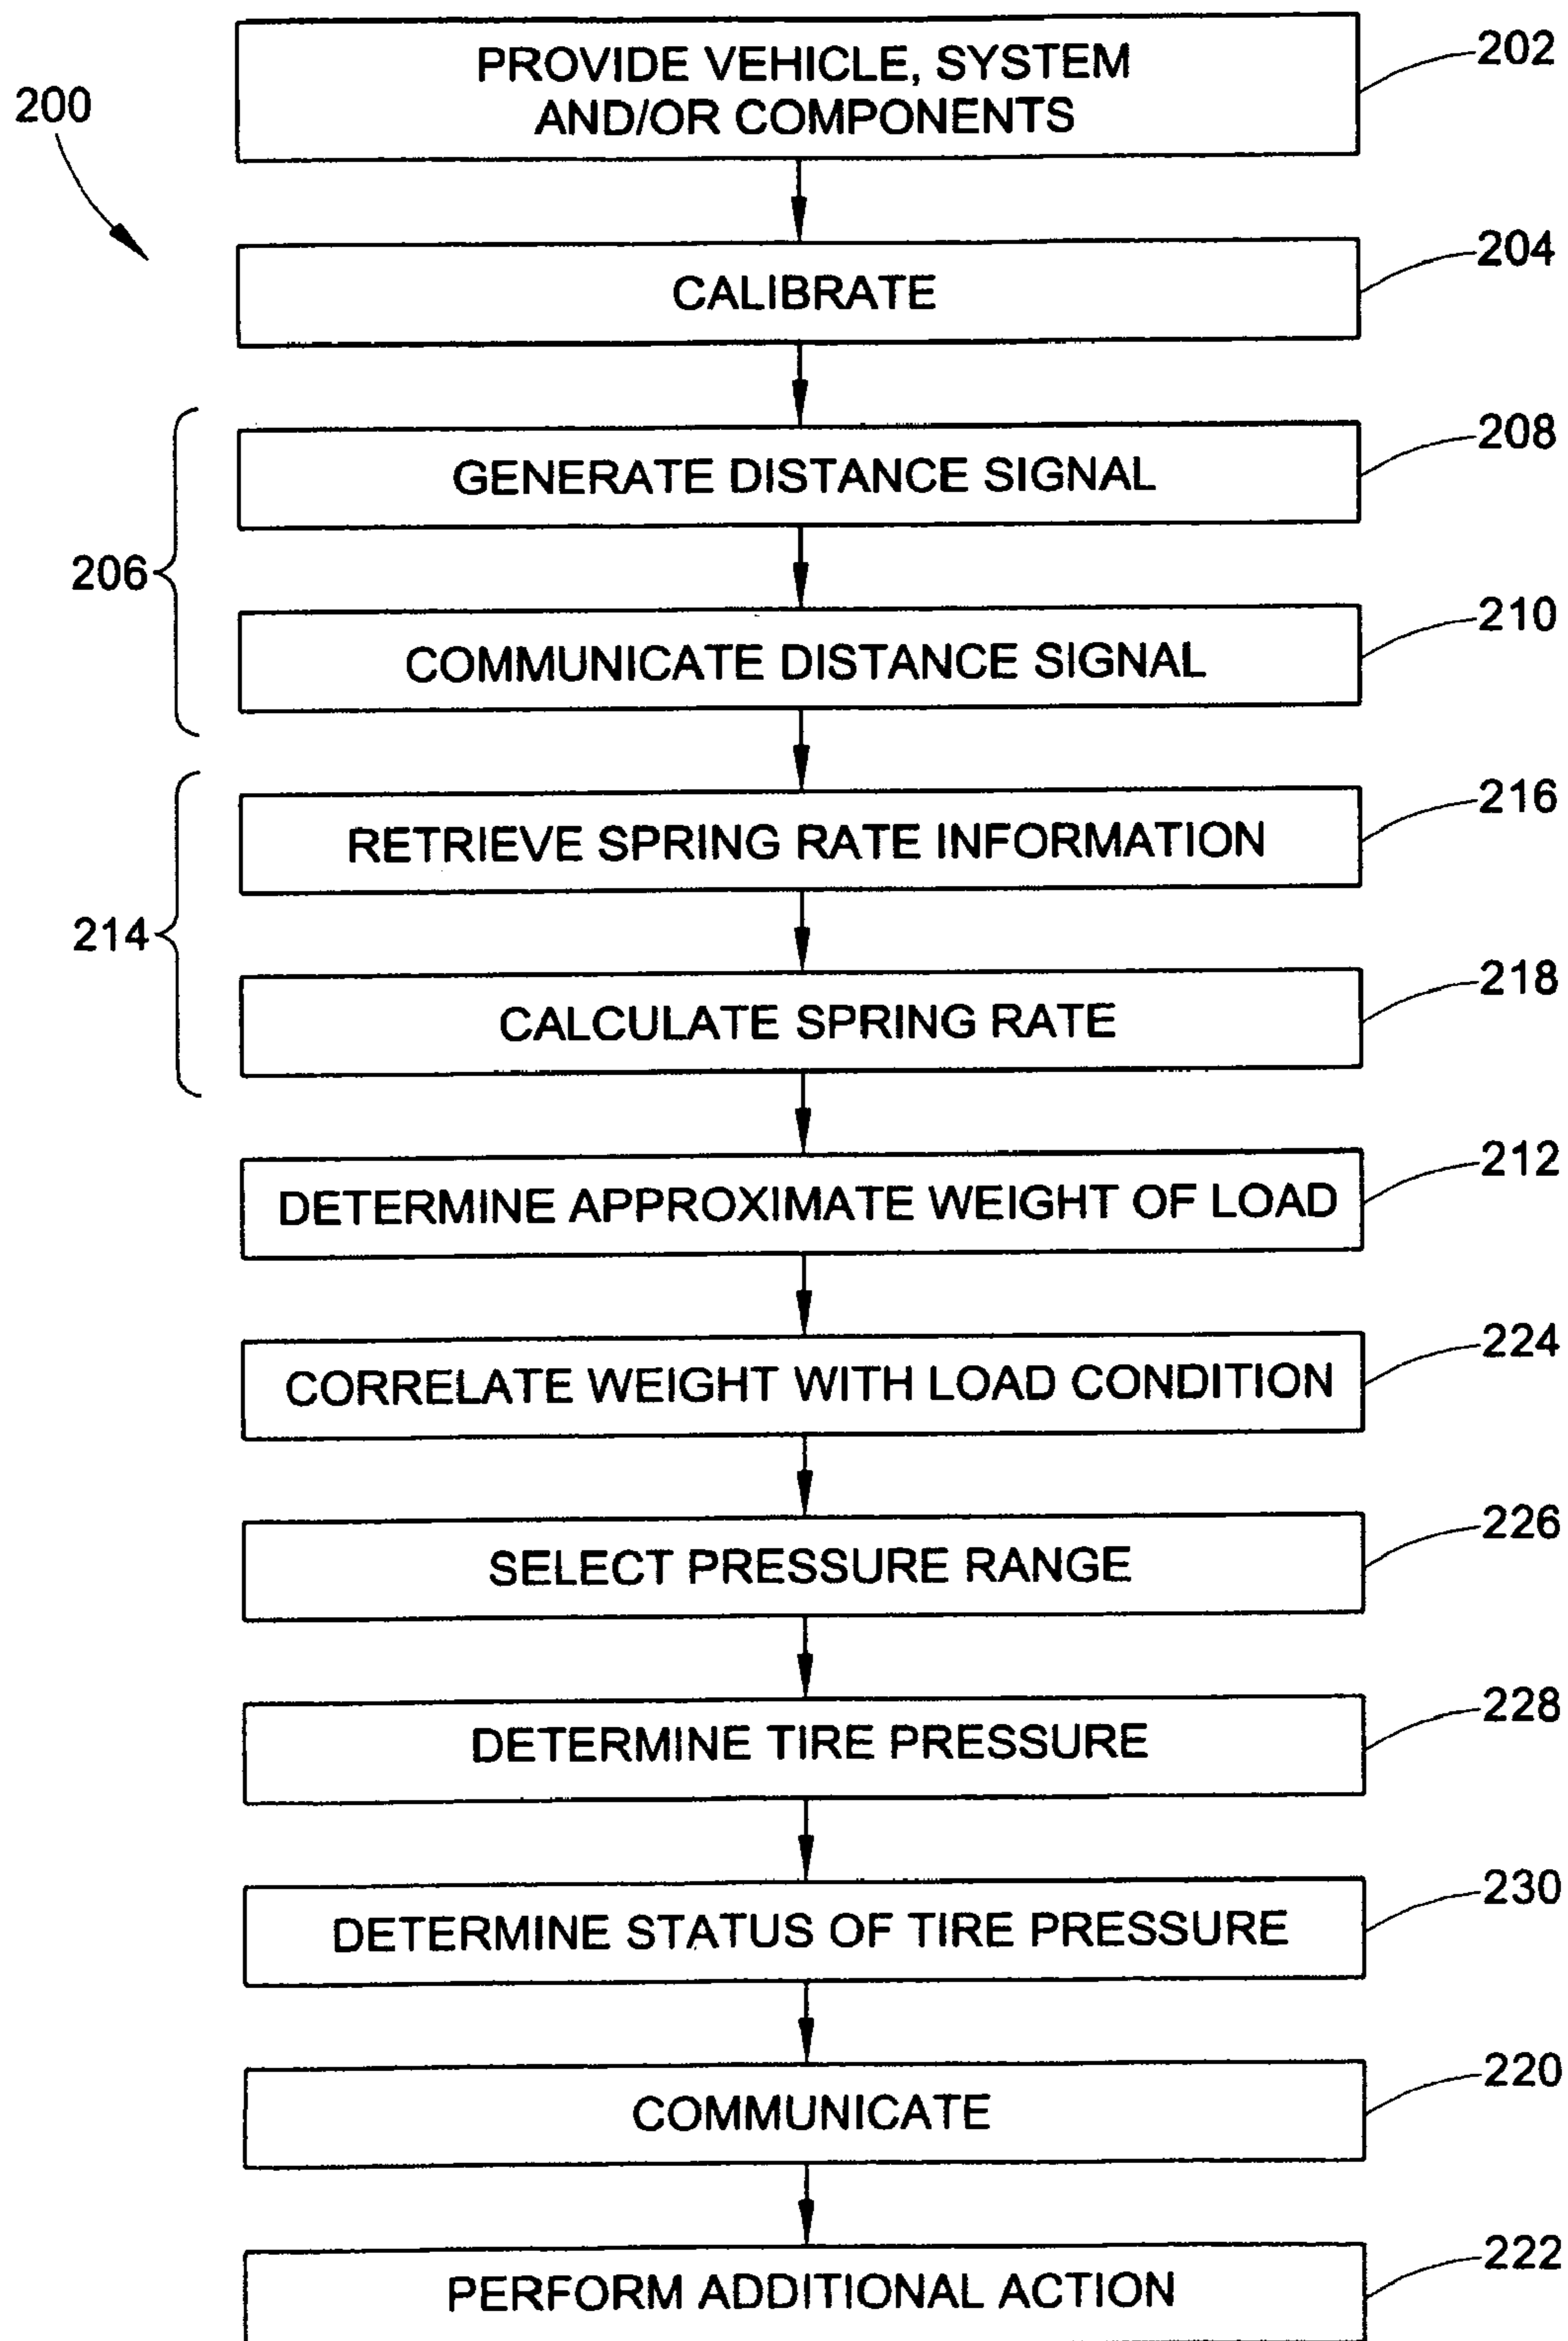 200
PROVIDE VEHICLE, SYSTEM
AND/OR COMPONENTS
202
CALIBRATE
204
206
GENERATE DISTANCE SIGNAL
208
COMMUNICATE DISTANCE SIGNAL
210
214
RETRIEVE SPRING RATE INFORMATION
216
CALCULATE SPRING RATE
218
DETERMINE APPROXIMATE WEIGHT OF LOAD
212
CORRELATE WEIGHT WITH LOAD CONDITION
224
SELECT PRESSURE RANGE
226
DETERMINE TIRE PRESSURE
228
DETERMINE STATUS OF TIRE PRESSURE
230
COMMUNICATE
220
PERFORM ADDITIONAL ACTION
222